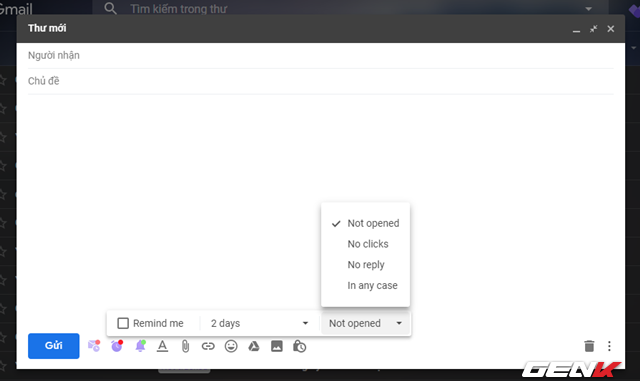 Gmail
Tìm kiếm trong thư
Thư mới
Người nhận
Chủ đề
Not opened
No clicks
No reply
In any case
Remind me
2 days
Not opened
Gửi
GENK